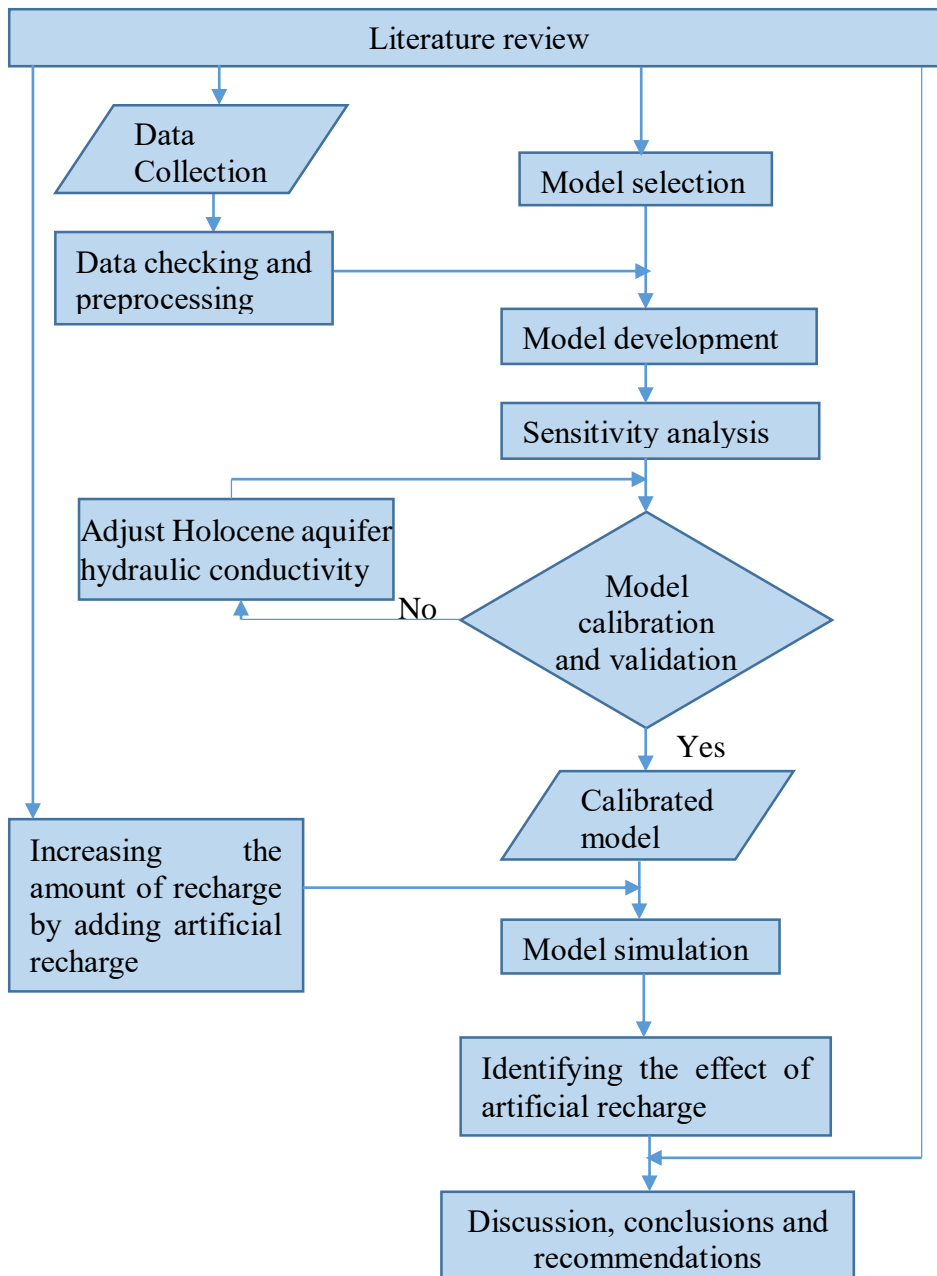 Literature review
Data
Collection
Model selection
Data checking and
preprocessing
Model development
Sensitivity analysis
Adjust Holocene aquifer
hydraulic conductivity
No
Model
calibration
and validation
Yes
Calibrated
model
Increasing the
amount of recharge
by adding artificial
recharge
Model simulation
Identifying the effect of
artificial recharge
Discussion, conclusions and
recommendations